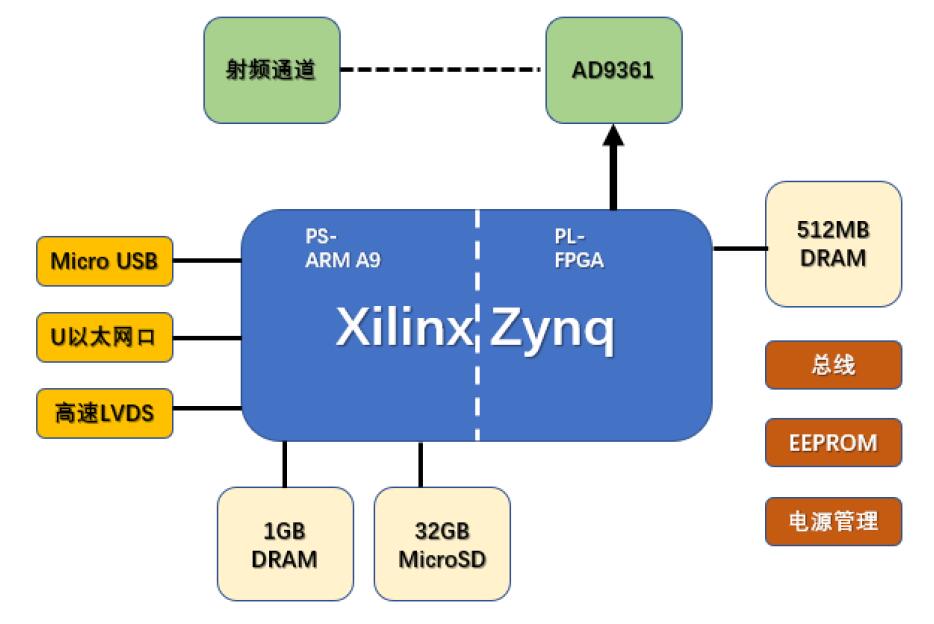 射频通道
AD9361
PS-
ARM A9
PL-
FPGA
Xilinx Zynq
Micro USB
U以太网口
高速LVDS
512MB
DRAM
总线
EEPROM
电源管理
1GB
DRAM
32GB
MicroSD